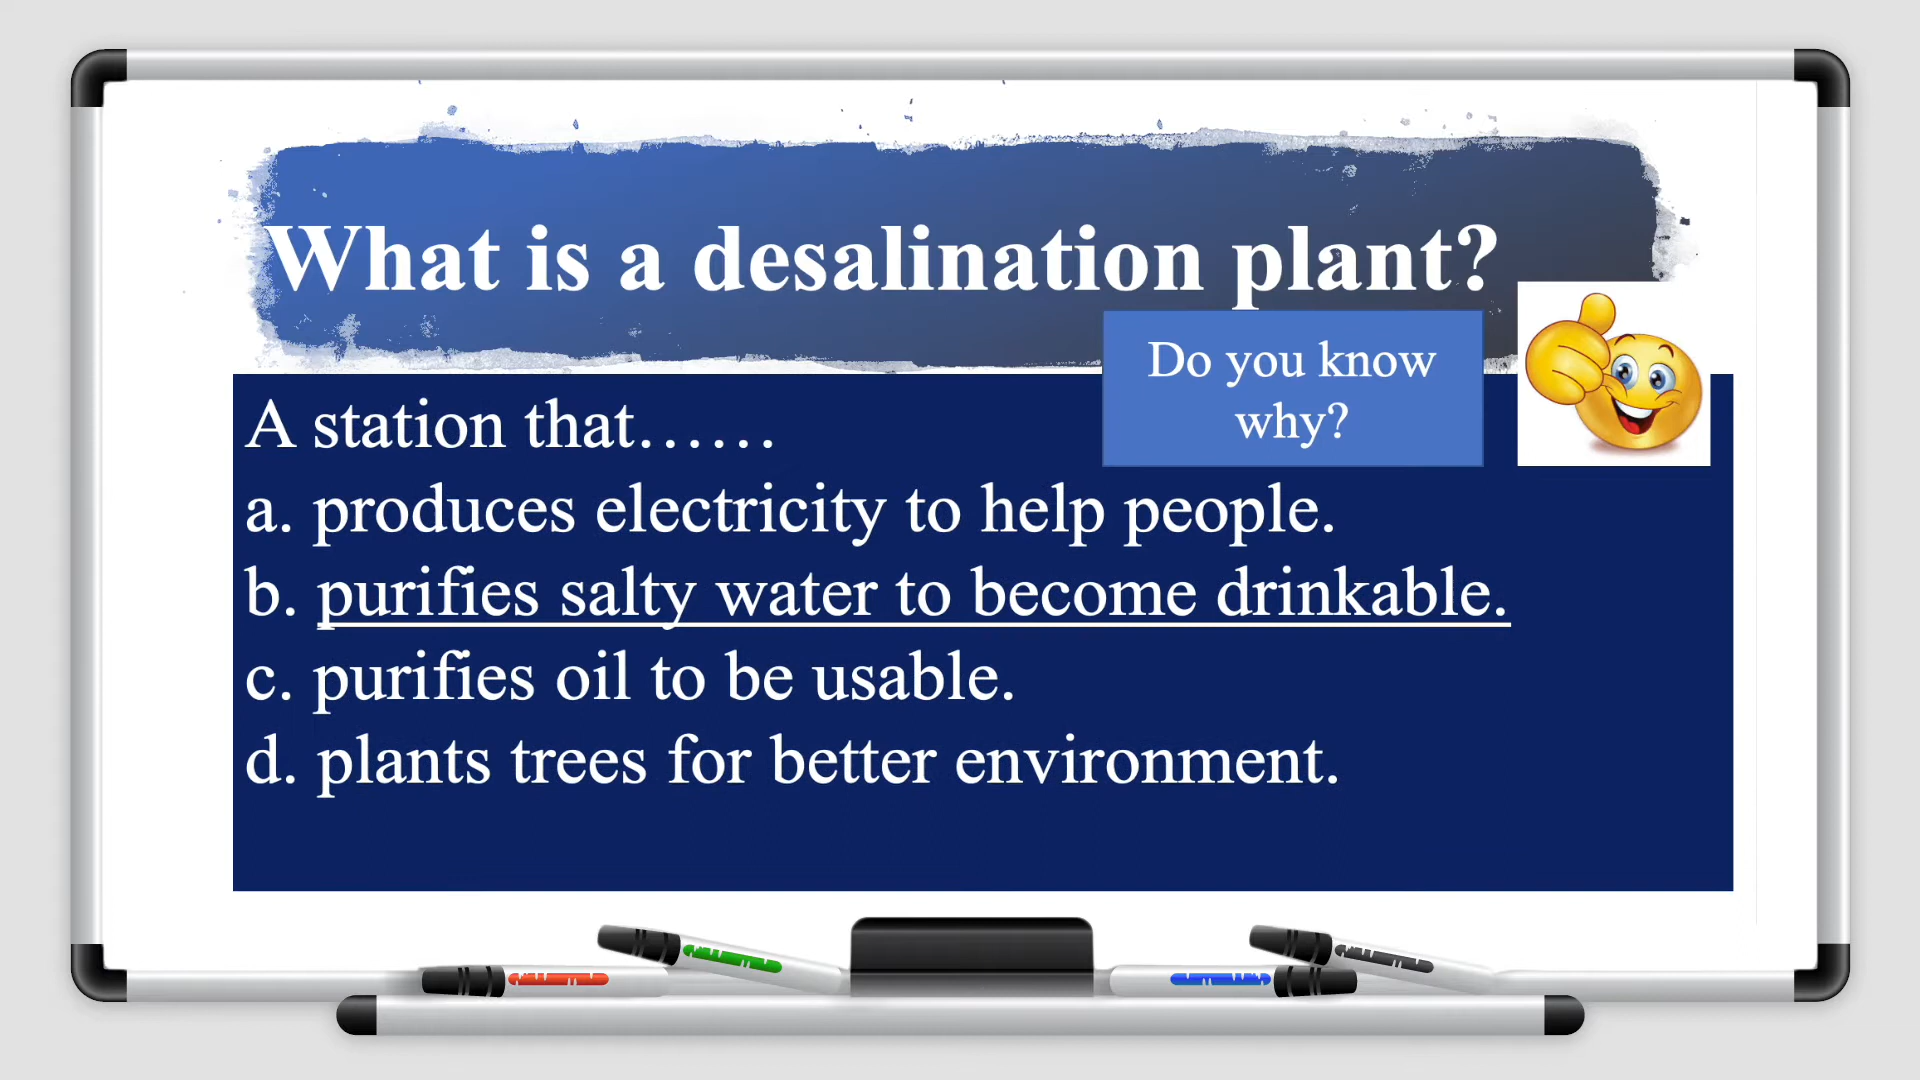 What is a desalination plant?
Do you know
why?
A station that……
a. produces electricity to help people.
b. purifies salty water to become drinkable.
c. purifies oil to be usable.
d. plants trees for better environment.